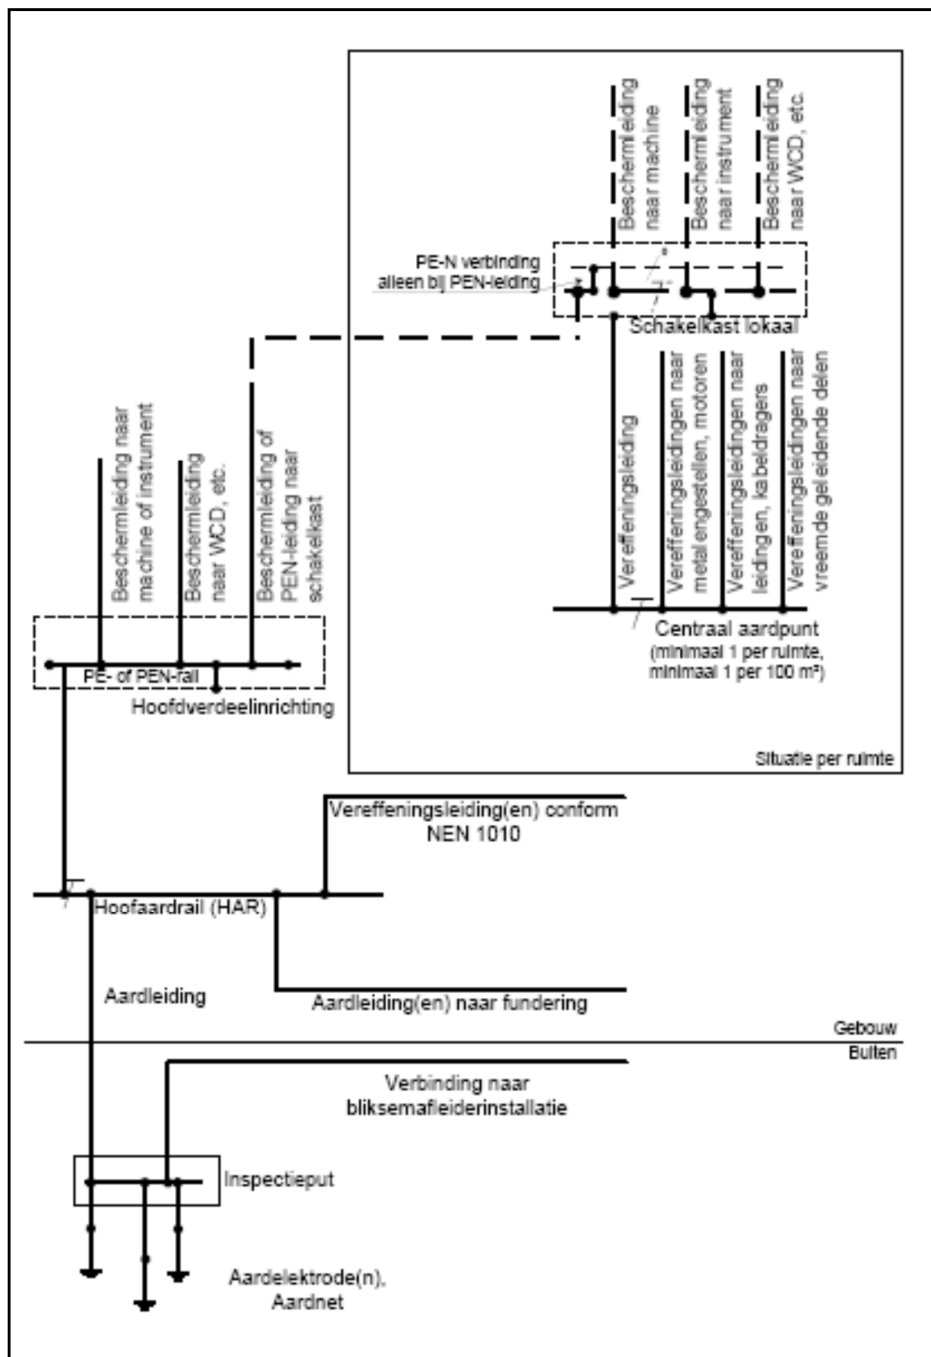 Beschermleiding
naar machine
Beschermleiding
naar instrument
Beschermleiding
naar WCD, etc.
PE-N verbinding
alleen bij PEN-leiding
Schakelkast lokaal
Vereffeningsleiding
Vereffeningsleidingen naar
metalengestellen, motoren
Vereffeningsleidingen naar
leidingen, kabeldragers
Vereffeningsleidingen naar
vreemde geleidende delen
Centraal aardpunt
(minimaal 1 per ruimte,
minimaal 1 per 100 m²)
Situatie per ruimte
Beschermleiding naar
machine of instrument
Beschermleiding
naar WCD, etc.
Beschermleiding of
PEN-leiding naar
schakelkast
PE- of PEN-rail
Hoofdverdeelinrichting
Vereffeningsleiding(en) conform
NEN 1010
Hoofaardrail (HAR)
Aardleiding
Aardleiding(en) naar fundering
Gebouw
Buiten
Verbinding naar
bliksemafleiderinstallatie
Inspectieput
Aardelektrode(n),
Aardnet